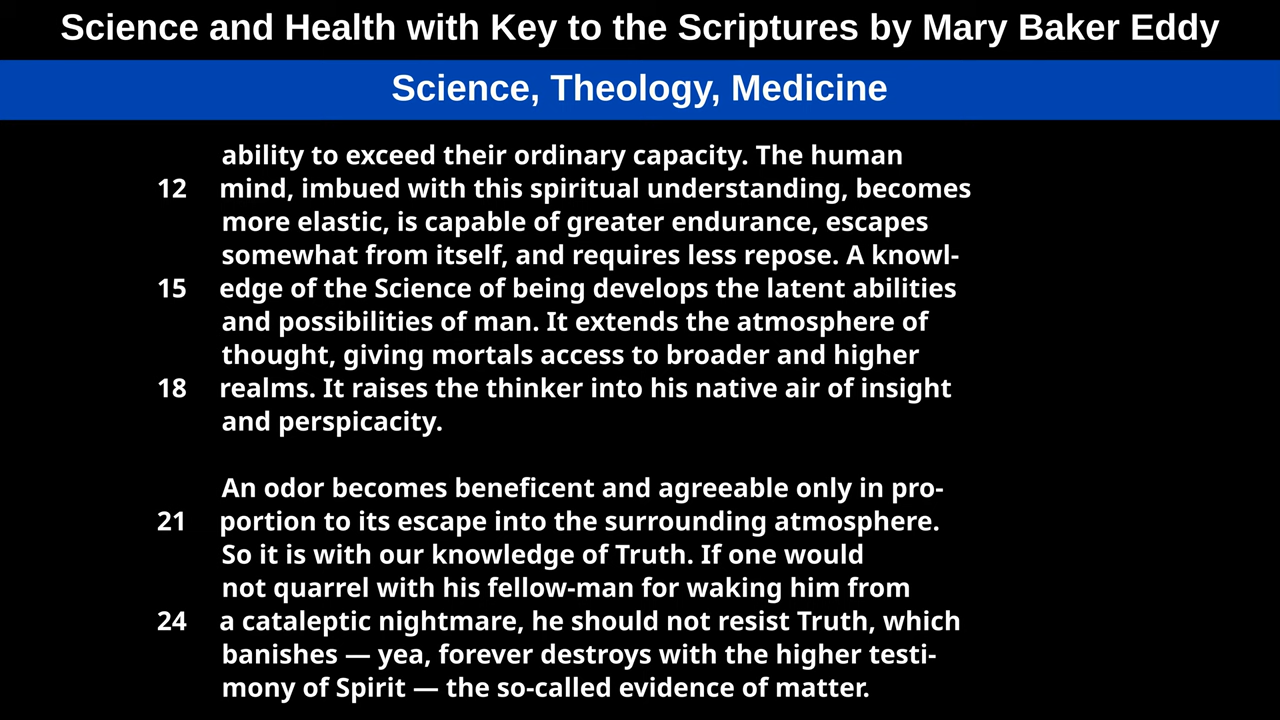 Science and Health with Key to the Scriptures by Mary Baker Eddy
Science, Theology, Medicine
ability to exceed their ordinary capacity. The human
12 mind, imbued with this spiritual understanding, becomes
more elastic, is capable of greater endurance, escapes
somewhat from itself, and requires less repose. A knowl-
15 edge of the Science of being develops the latent abilities
and possibilities of man. It extends the atmosphere of
thought, giving mortals access to broader and higher
18 realms. It raises the thinker into his native air of insight
and perspicacity.
An odor becomes beneficent and agreeable only in pro-
21 portion to its escape into the surrounding atmosphere.
So it is with our knowledge of Truth. If one would
not quarrel with his fellow-man for waking him from
24 a cataleptic nightmare, he should not resist Truth, which
banishes — yea, forever destroys with the higher testi-
mony of Spirit — the so-called evidence of matter.